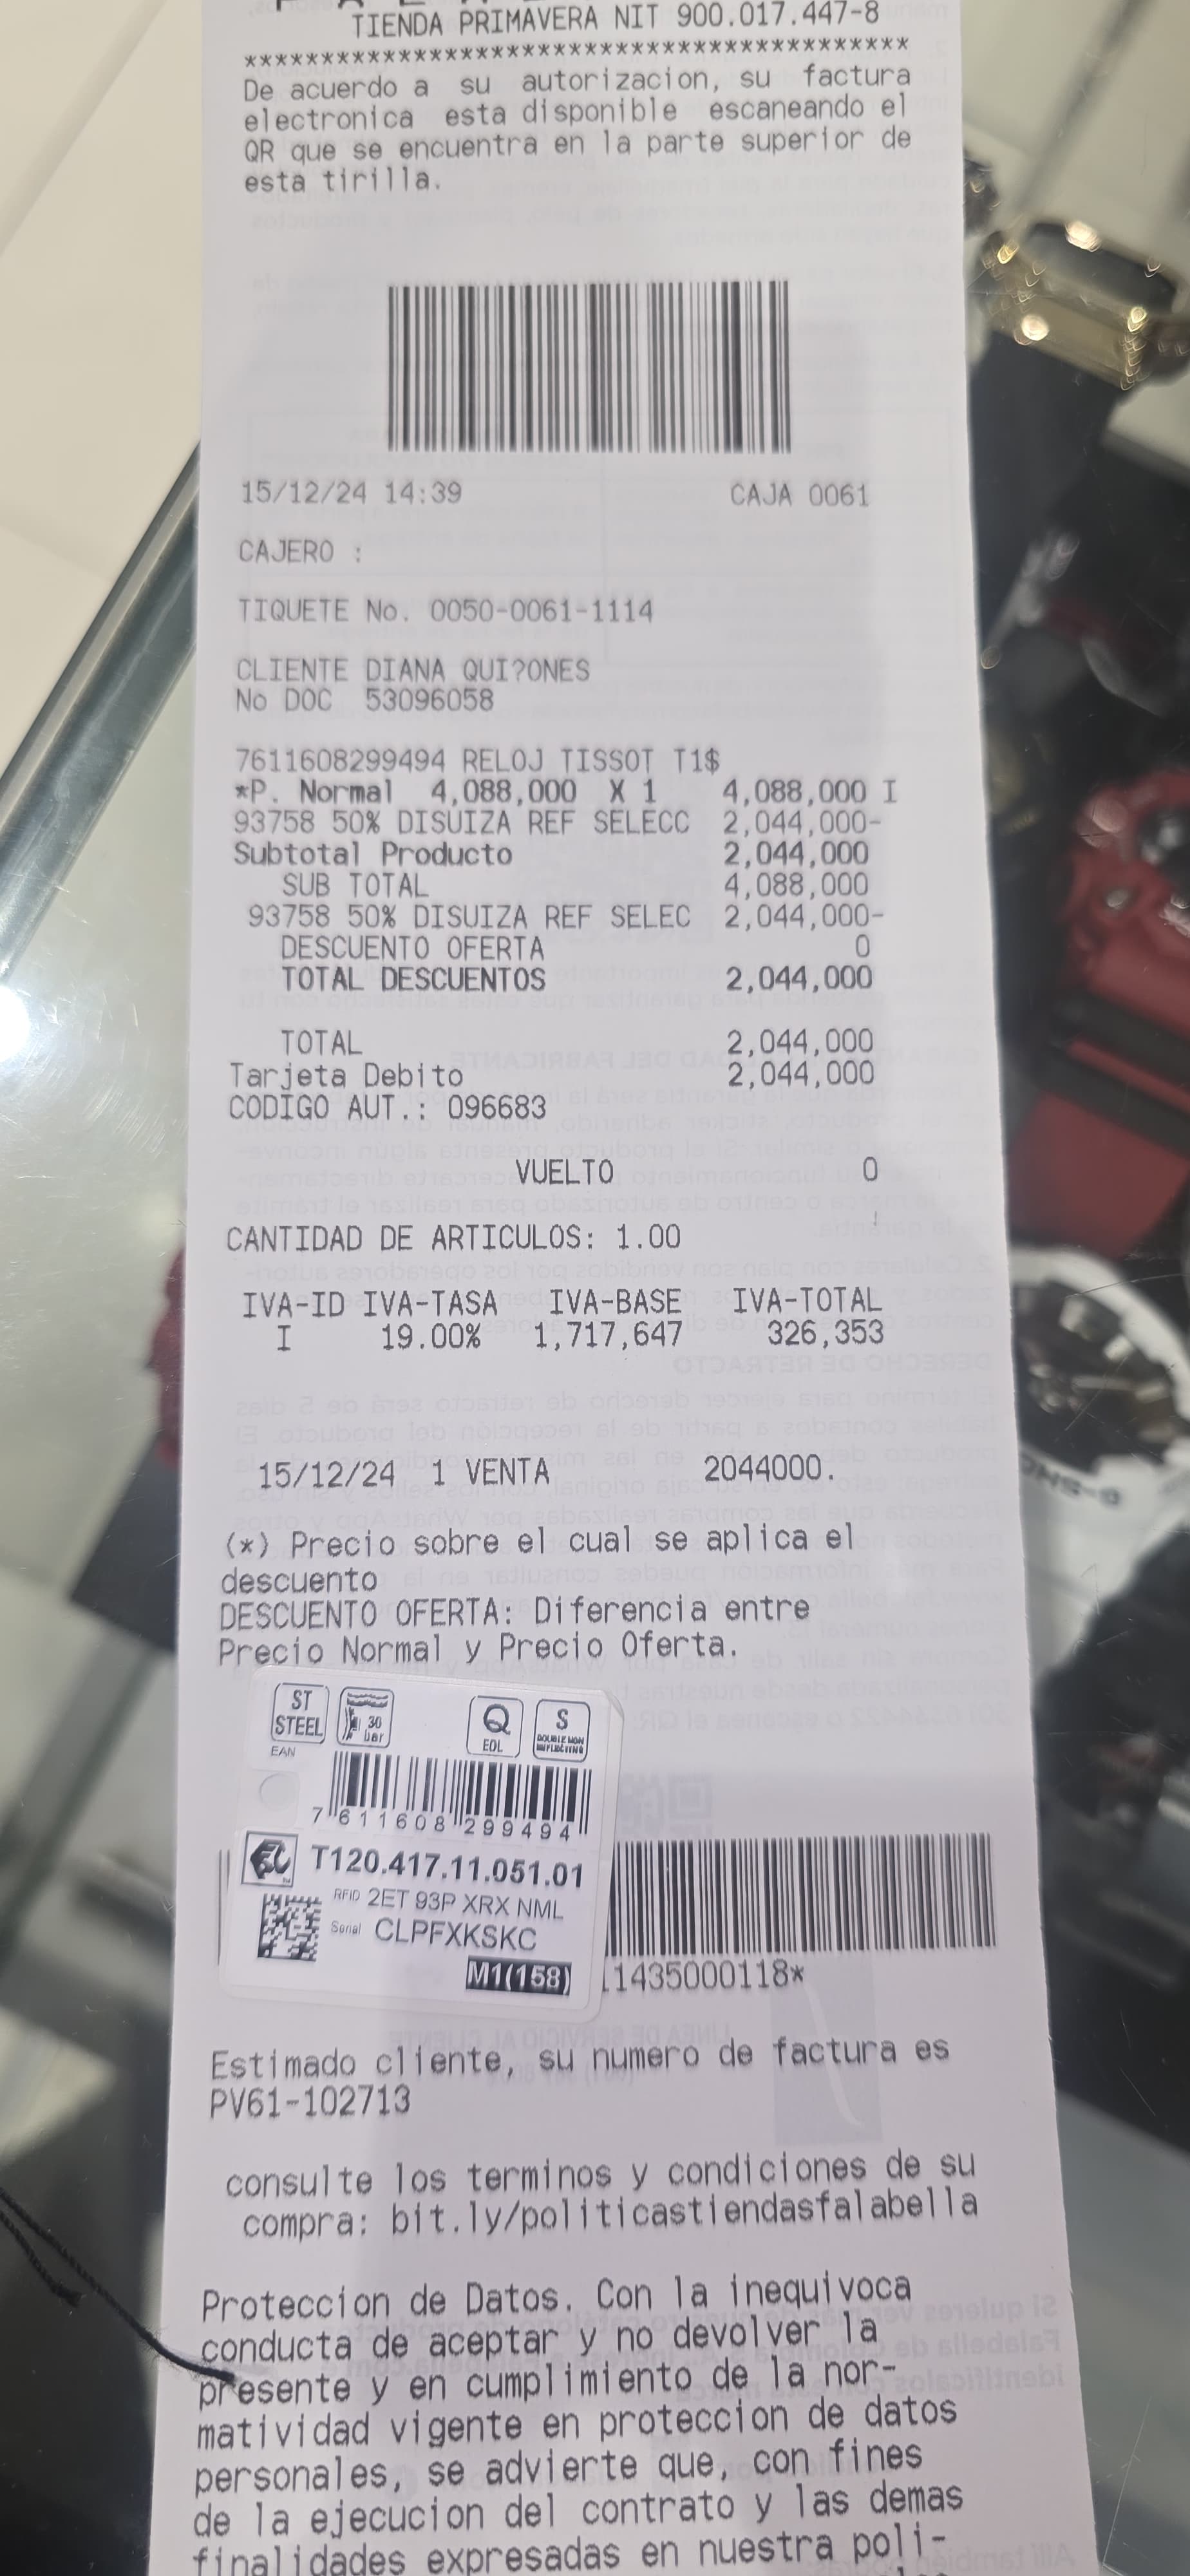 TIENDA PRIMAVERA NIT 900.017.447-8
*******************************************
De acuerdo a su autorizacion, su factura
electronica esta disponible escaneando el
QR que se encuentra en la parte superior de
esta tirilla.
15/12/24 14:39 CAJA 0061
CAJERO :
TIQUETE No. 0050-0061-1114
CLIENTE DIANA QUI?ONES
No DOC 53096058
7611608299494 RELOJ TISSOT T1$
*P. Normal 4,088,000 X 1 4,088,000 I
93758 50% DISUIZA REF SELECC 2,044,000-
Subtotal Producto 2,044,000
SUB TOTAL 4,088,000
93758 50% DISUIZA REF SELEC 2,044,000-
DESCUENTO OFERTA 0
TOTAL DESCUENTOS 2,044,000
TOTAL 2,044,000
Tarjeta Debito 2,044,000
CODIGO AUT.: 096683
VUELTO 0
CANTIDAD DE ARTICULOS: 1.00
IVA-ID IVA-TASA IVA-BASE IVA-TOTAL
I 19.00% 1,717,647 326,353
15/12/24 1 VENTA 2044000.
(*) Precio sobre el cual se aplica el
descuento
DESCUENTO OFERTA: Diferencia entre
Precio Normal y Precio Oferta.
ST STEEL 30 bar Q EOL S DOUBLE NON REFLECTING
EAN
7 611608 299494
T120.417.11.051.01
RFID 2ET 93P XRX NML
Serial CLPFXKSKC
M1(158)
11435000118*
Estimado cliente, su numero de factura es
PV61-102713
consulte los terminos y condiciones de su
compra: bit.ly/politicastiendasfalabella
Proteccion de Datos. Con la inequivoca
conducta de aceptar y no devolver la
presente y en cumplimiento de la nor-
matividad vigente en proteccion de datos
personales, se advierte que, con fines
de la ejecucion del contrato y las demas
finalidades expresadas en nuestra poli-